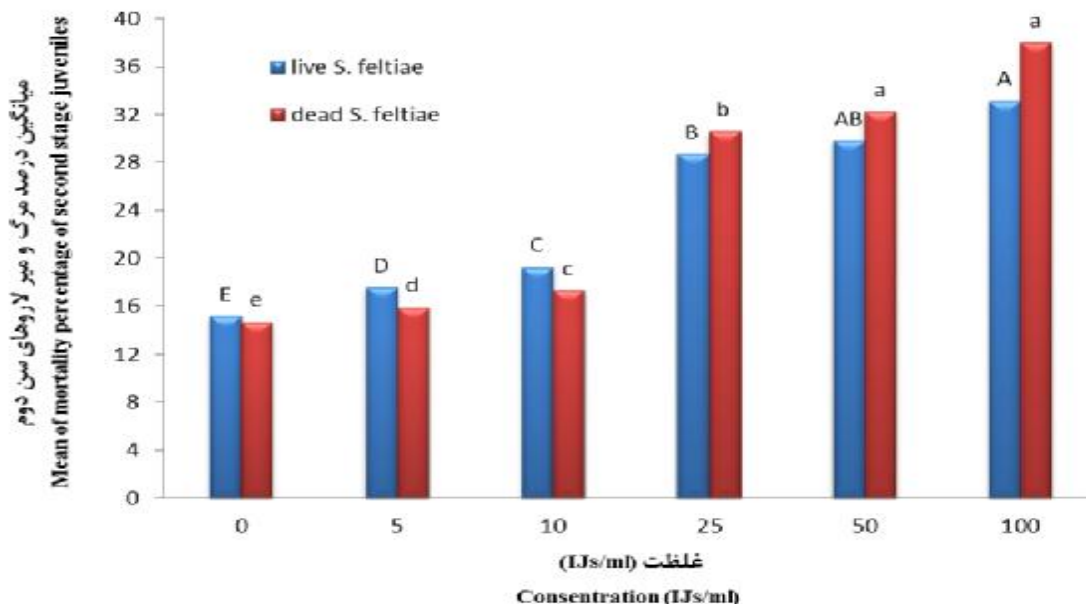 میانگین درصد مرگ و میر لاروهای سن دوم
Mean of mortality percentage of second stage juveniles
40
36
32
28
24
20
16
12
8
4
0
live S. feltiae
dead S. feltiae
E
e
D
d
C
c
B
b
AB
a
A
a
0
5
10
25
50
100
غلظت (IJs/ml)
Consentration (IJs/ml)